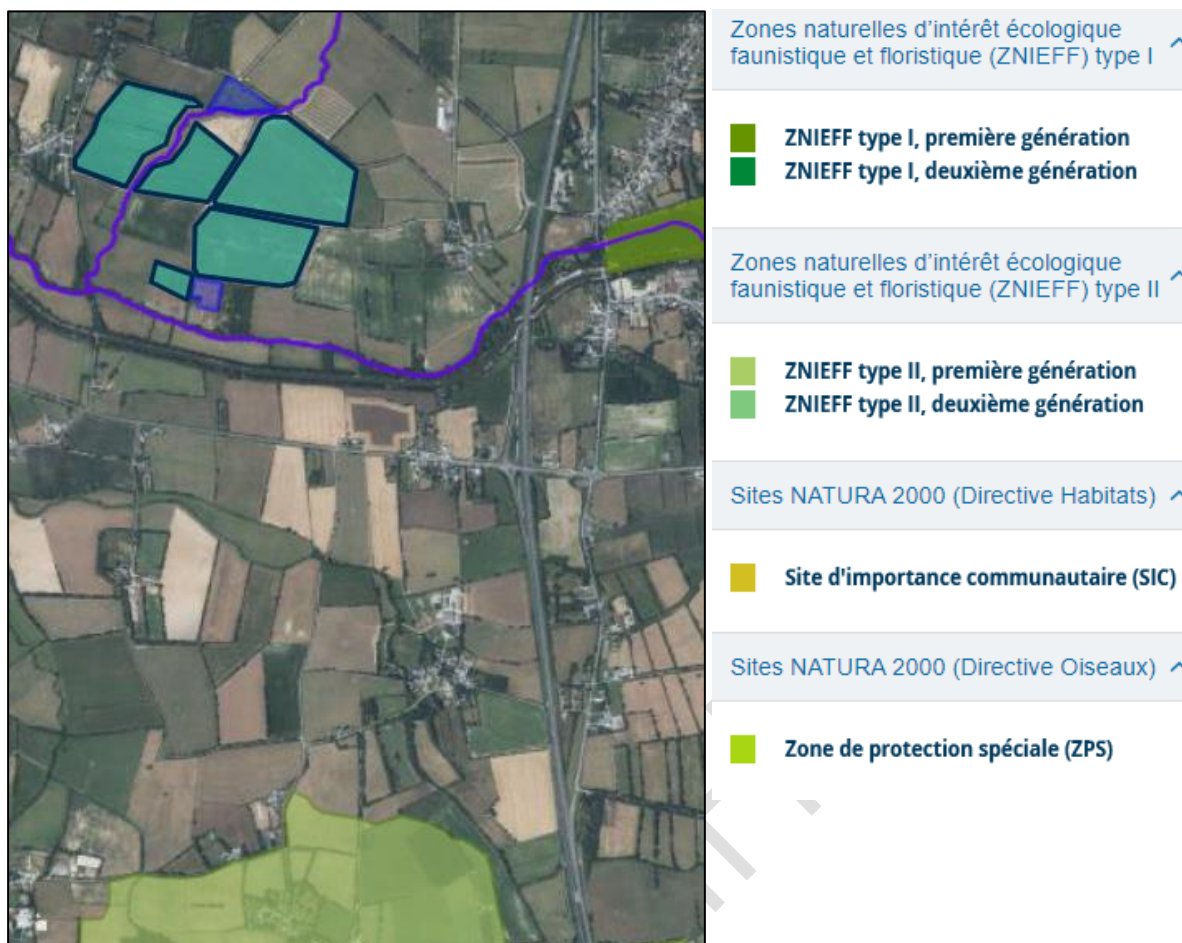 Zones naturelles d'intérêt écologique
faunistique et floristique (ZNIEFF) type I
ZNIEFF type I, première génération
ZNIEFF type I, deuxième génération
Zones naturelles d'intérêt écologique
faunistique et floristique (ZNIEFF) type II
ZNIEFF type II, première génération
ZNIEFF type II, deuxième génération
Sites NATURA 2000 (Directive Habitats)
Site d'importance communautaire (SIC)
Sites NATURA 2000 (Directive Oiseaux)
Zone de protection spéciale (ZPS)